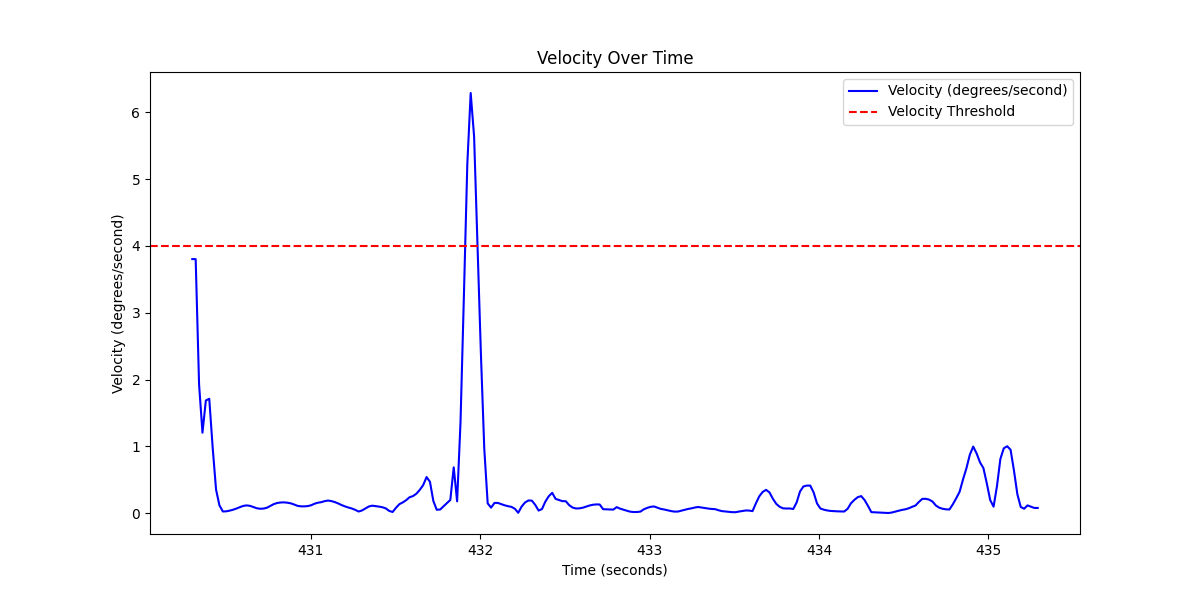 Velocity Over Time
Velocity (degrees/second)
Velocity Threshold
Velocity (degrees/second)
6
5
4
3
2
1
0
431 432 433 434 435
Time (seconds)